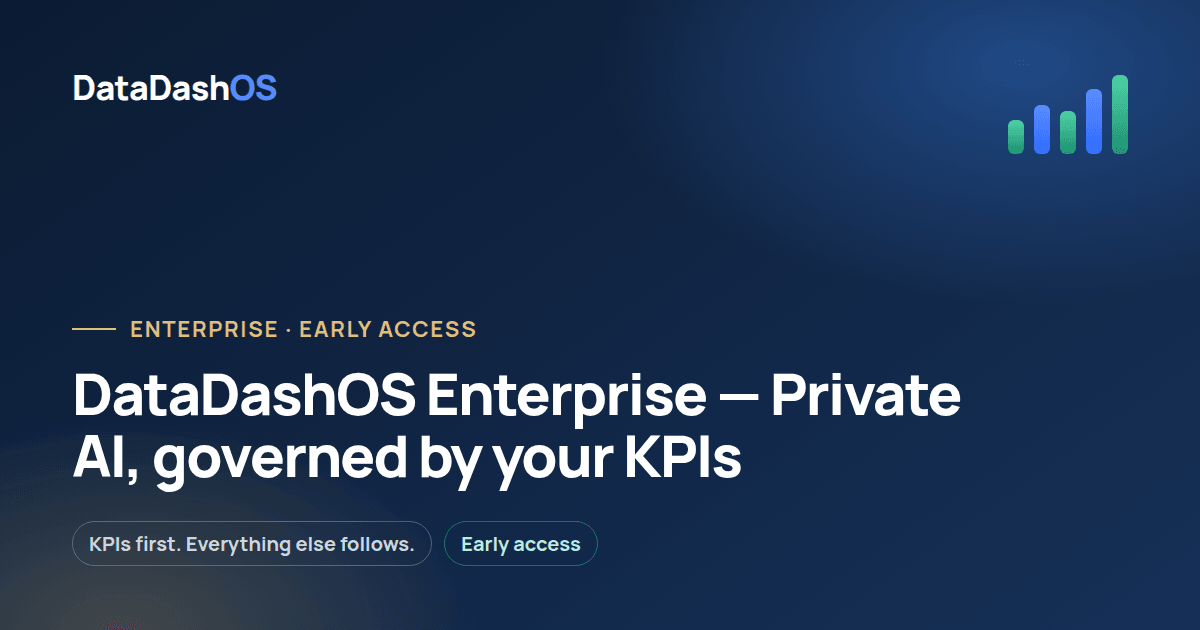 DataDashOS
ENTERPRISE · EARLY ACCESS
DataDashOS Enterprise — Private
AI, governed by your KPIs
KPIs first. Everything else follows.
Early access